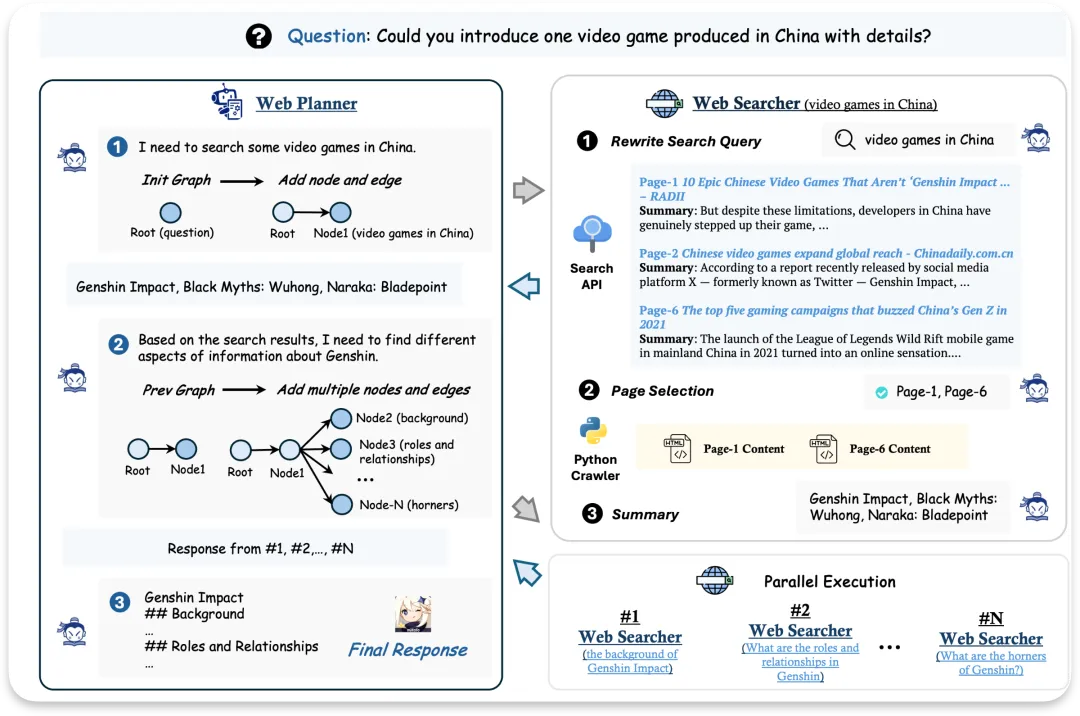 Question: Could you introduce one video game produced in China with details?
Web Planner
1 I need to search some video games in China.
Init Graph Add node and edge
Root (question) Root Node1 (video games in China)
Genshin Impact, Black Myths: Wuhong, Naraka: Bladepoint
2 Based on the search results, I need to find different
aspects of information about Genshin.
Prev Graph Add multiple nodes and edges
Node2 (background)
Node3 (roles and
relationships)
Root Node1 Root Node1
...
Node-N (horners)
Response from #1, #2,..., #N
3 Genshin Impact
## Background
...
## Roles and Relationships
...
Final Response
Web Searcher (video games in China)
1 Rewrite Search Query
video games in China
Search
API
Page-1 10 Epic Chinese Video Games That Aren't 'Genshin Impact ...
– RADII
Summary: But despite these limitations, developers in China have
genuinely stepped up their game, ...
Page-2 Chinese video games expand global reach - Chinadaily.com.cn
Summary: According to a report recently released by social media
platform X — formerly known as Twitter — Genshin Impact, ...
Page-6 The top five gaming campaigns that buzzed China's Gen Z in
2021
Summary: The launch of the League of Legends Wild Rift mobile game
in mainland China in 2021 turned into an online sensation....
2 Page Selection
Page-1, Page-6
Python
Crawler
HTML Page-1 Content HTML Page-6 Content
3 Summary
Genshin Impact, Black Myths:
Wuhong, Naraka: Bladepoint
Parallel Execution
#1
Web Searcher
(the background of
Genshin Impact)
#2
Web Searcher
(What are the roles and
relationships in
Genshin)
...
#N
Web Searcher
(What are the horners
of Genshin?)